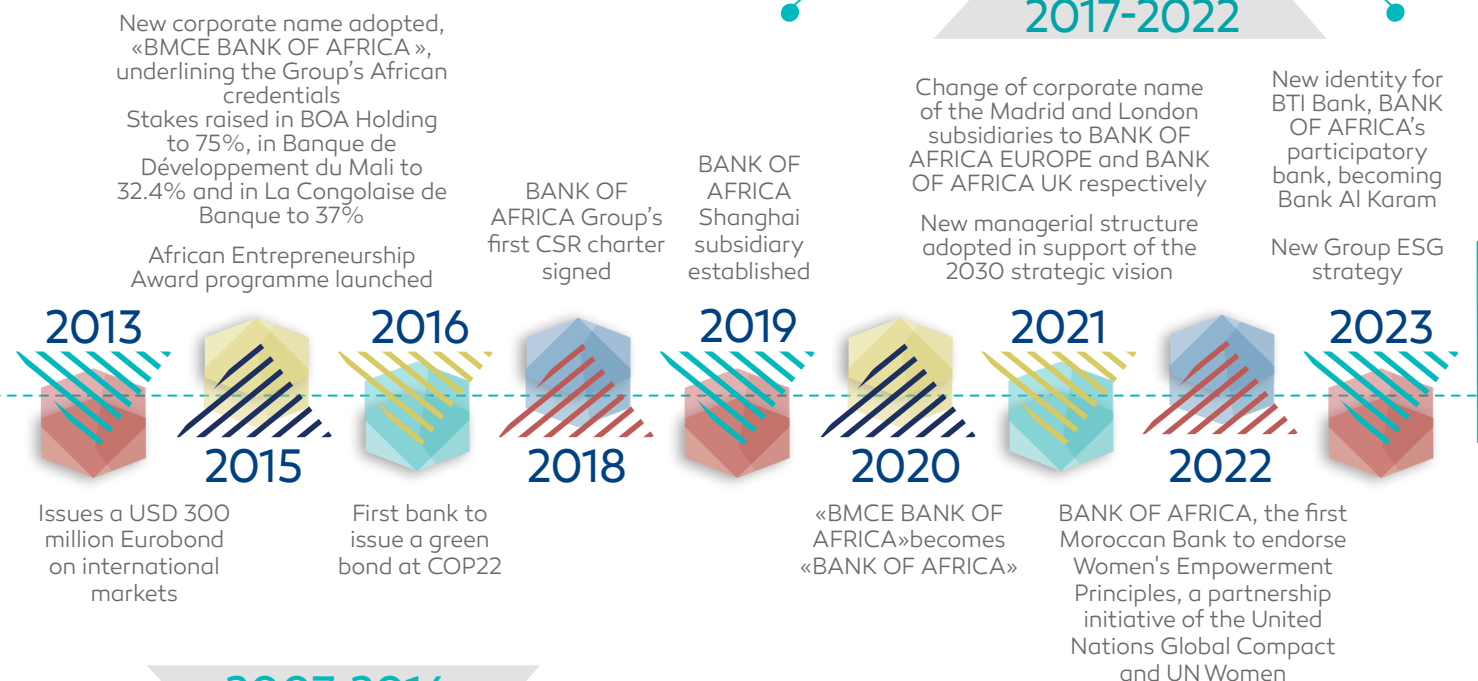 2017-2022
New corporate name adopted,
«BMCE BANK OF AFRICA »,
underlining the Group's African
credentials
Stakes raised in BOA Holding
to 75%, in Banque de
Développement du Mali to
32.4% and in La Congolaise de
Banque to 37%
African Entrepreneurship
Award programme launched
BANK OF
AFRICA Group's
first CSR charter
signed
BANK OF
AFRICA
Shanghai
subsidiary
established
Change of corporate name
of the Madrid and London
subsidiaries to BANK OF
AFRICA EUROPE and BANK
OF AFRICA UK respectively
New managerial structure
adopted in support of the
2030 strategic vision
New identity for
BTI Bank, BANK
OF AFRICA's
participatory
bank, becoming
Bank Al Karam
New Group ESG
strategy
2013
2015
2016
2018
2019
2020
2021
2022
2023
Issues a USD 300
million Eurobond
on international
markets
First bank to
issue a green
bond at COP22
«BMCE BANK OF
AFRICA»becomes
«BANK OF AFRICA»
BANK OF AFRICA, the first
Moroccan Bank to endorse
Women's Empowerment
Principles, a partnership
initiative of the United
Nations Global Compact
and UN Women